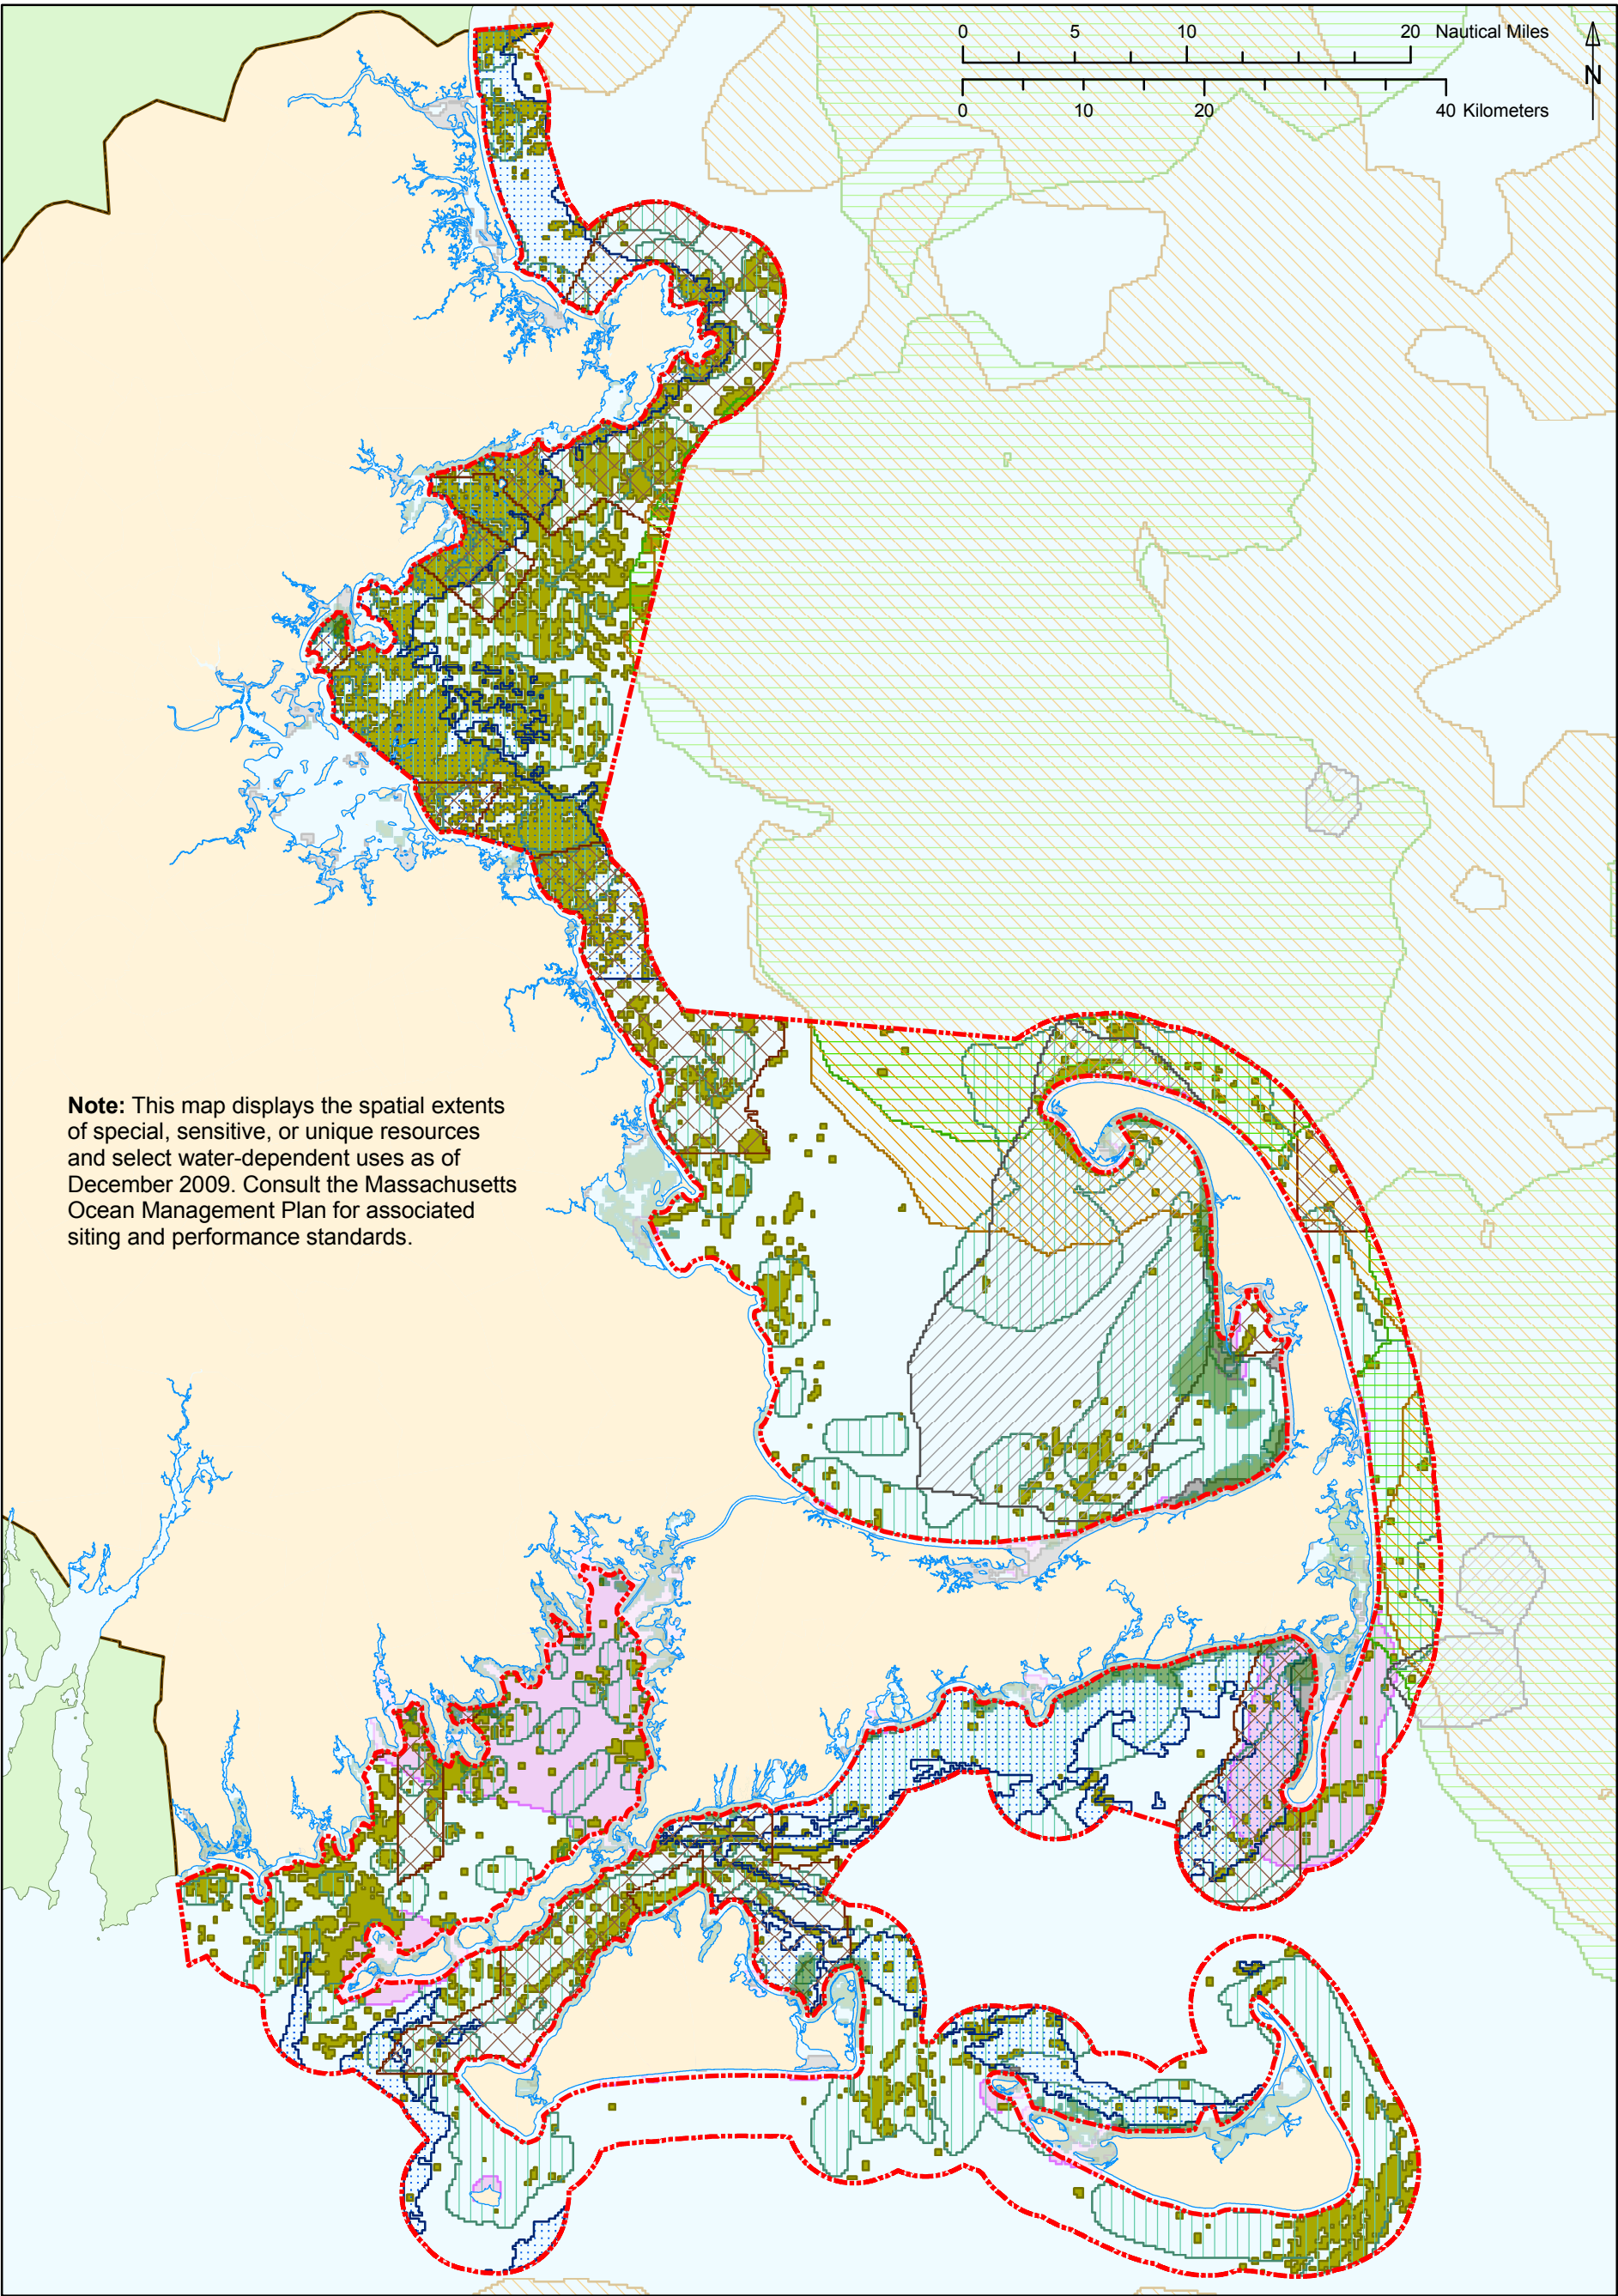 0 5 10 20 Nautical Miles
0 10 20 40 Kilometers
N
Note: This map displays the spatial extents
of special, sensitive, or unique resources
and select water-dependent uses as of
December 2009. Consult the Massachusetts
Ocean Management Plan for associated
siting and performance standards.